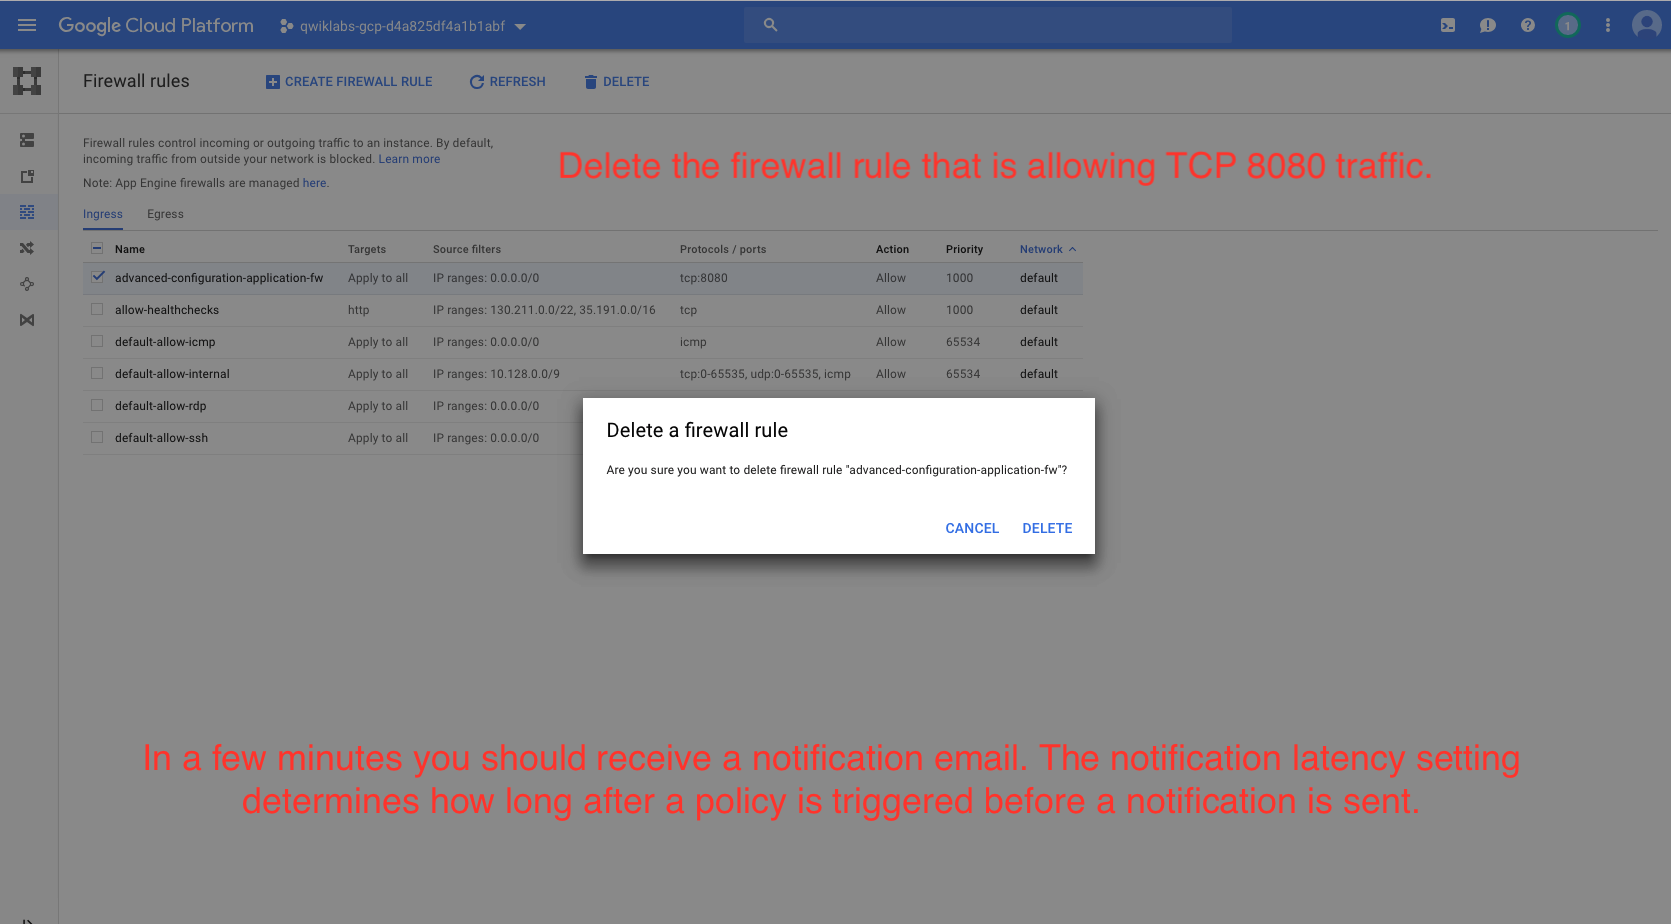 Google Cloud Platform qwiklabs-gcp-d4a825df4a1b1abf 1
Firewall rules CREATE FIREWALL RULE REFRESH DELETE
Firewall rules control incoming or outgoing traffic to an instance. By default,
incoming traffic from outside your network is blocked. Learn more
Note: App Engine firewalls are managed here.
Delete the firewall rule that is allowing TCP 8080 traffic.
Ingress Egress
Name Targets Source filters Protocols / ports Action Priority Network
advanced-configuration-application-fw Apply to all IP ranges: 0.0.0.0/0 tcp:8080 Allow 1000 default
allow-healthchecks http IP ranges: 130.211.0.0/22, 35.191.0.0/16 tcp Allow 1000 default
default-allow-icmp Apply to all IP ranges: 0.0.0.0/0 icmp Allow 65534 default
default-allow-internal Apply to all IP ranges: 10.128.0.0/9 tcp:0-65535, udp:0-65535, icmp Allow 65534 default
default-allow-rdp Apply to all IP ranges: 0.0.0.0/0
default-allow-ssh Apply to all IP ranges: 0.0.0.0/0
Delete a firewall rule
Are you sure you want to delete firewall rule "advanced-configuration-application-fw"?
CANCEL DELETE
In a few minutes you should receive a notification email. The notification latency setting
determines how long after a policy is triggered before a notification is sent.